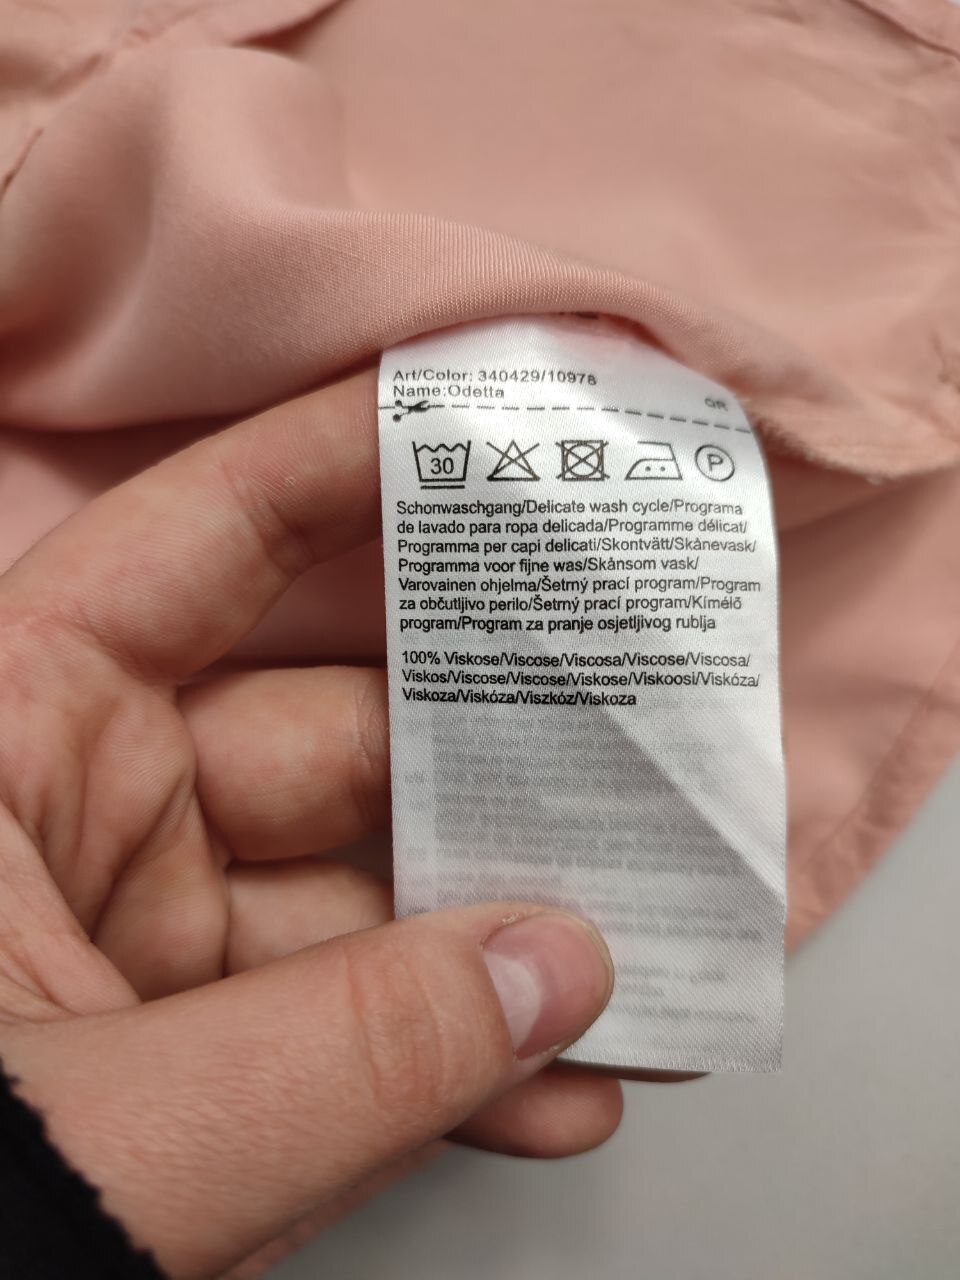 Art/Color: 340429/10978
Name:Odetta
QR
30
P
Schonwaschgang/Delicate wash cycle/Programa
de lavado para ropa delicada/Programme délicat/
Programma per capi delicati/Skontvätt/Skånevask/
Programma voor fijne was/Skånsom vask/
Varovainen ohjelma/Šetrný prací program/Program
za občutljivo perilo/Šetrný prací program/Kímélő
program/Program za pranje osjetljivog rublja
100% Viskose/Viscose/Viscosa/Viscose/Viscosa/
Viskos/Viscose/Viscose/Viskose/Viskoosi/Viskóza/
Viskoza/Viskóza/Viszkóz/Viskoza